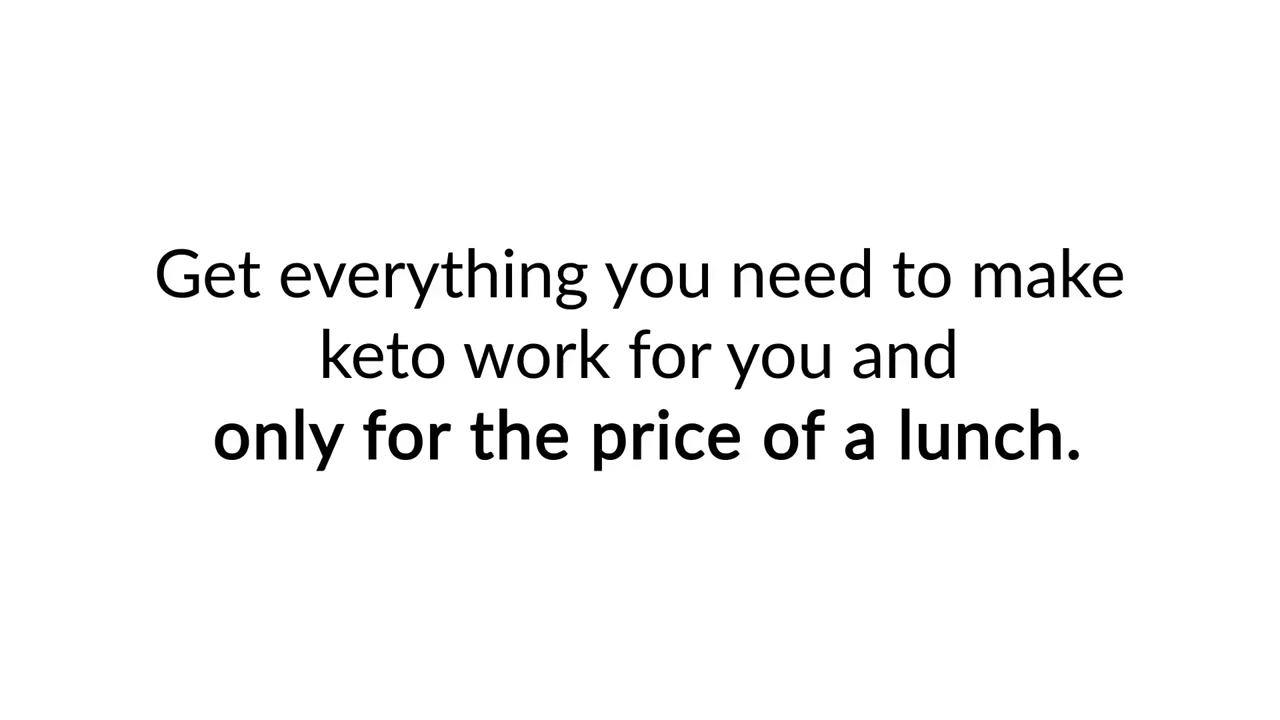 Get everything you need to make
keto work for you and
only for the price of a lunch.